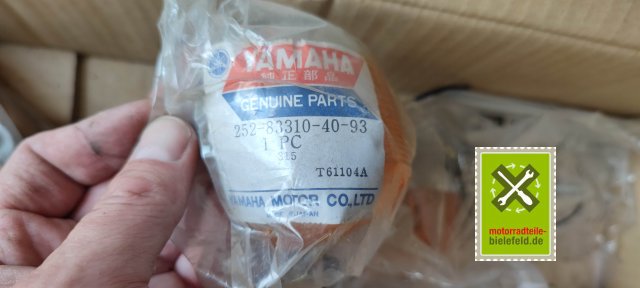 YAMAHA
純正部品
GENUINE PARTS
252-83310-40-93
1 PC
315
T61104A
YAMAHA MOTOR CO.,LTD
motorradteile-
bielefeld.de